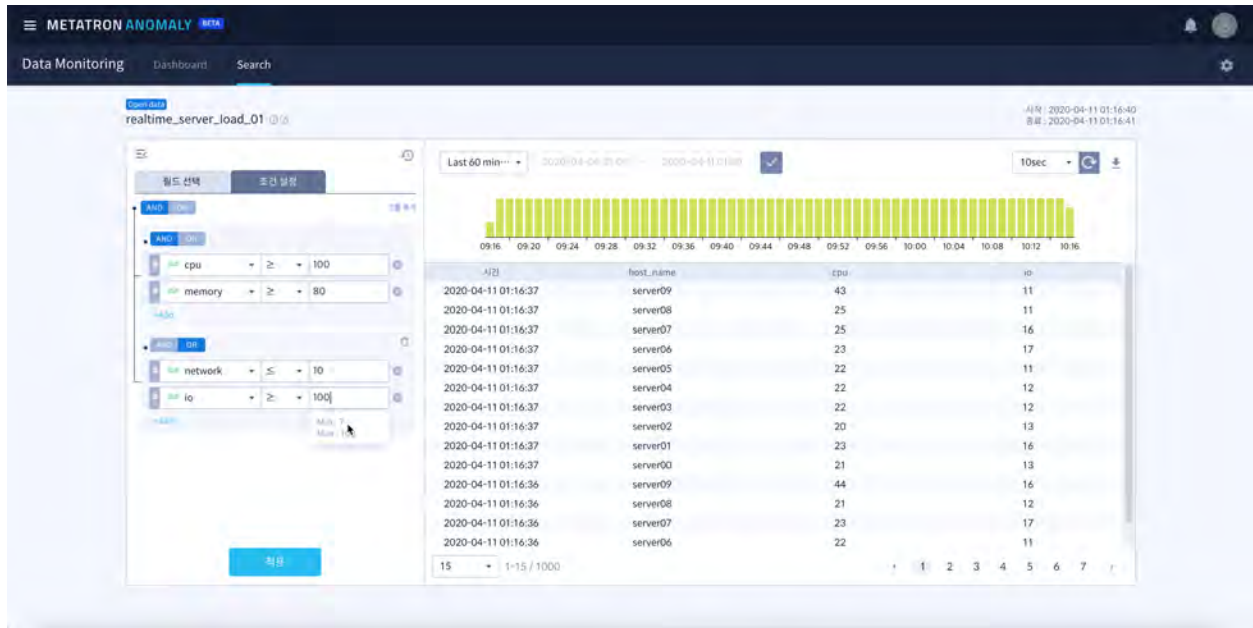 METATRON ANOMALY BETA
Data Monitoring Dashboard Search
Open data
realtime_server_load_01
시작 : 2020-04-11 01:16:40
종료 : 2020-04-11 01:16:41
필드 선택 조건 설정
AND OR
AND OR
cpu ≥ 100
memory ≥ 80
+Add
AND OR
network ≤ 10
io ≥ 100
+Add
적용
Last 60 min··· 10sec
09:16 09:20 09:24 09:28 09:32 09:36 09:40 09:44 09:48 09:52 09:56 10:00 10:04 10:08 10:12 10:16
시간 host_name cpu io
2020-04-11 01:16:37 server09 43 11
2020-04-11 01:16:37 server08 25 11
2020-04-11 01:16:37 server07 25 16
2020-04-11 01:16:37 server06 23 17
2020-04-11 01:16:37 server05 22 11
2020-04-11 01:16:37 server04 22 12
2020-04-11 01:16:37 server03 22 12
2020-04-11 01:16:37 server02 20 13
2020-04-11 01:16:37 server01 23 16
2020-04-11 01:16:37 server00 21 13
2020-04-11 01:16:36 server09 44 16
2020-04-11 01:16:36 server08 21 12
2020-04-11 01:16:36 server07 23 17
2020-04-11 01:16:36 server06 22 11
15 1-15 / 1000 1 2 3 4 5 6 7